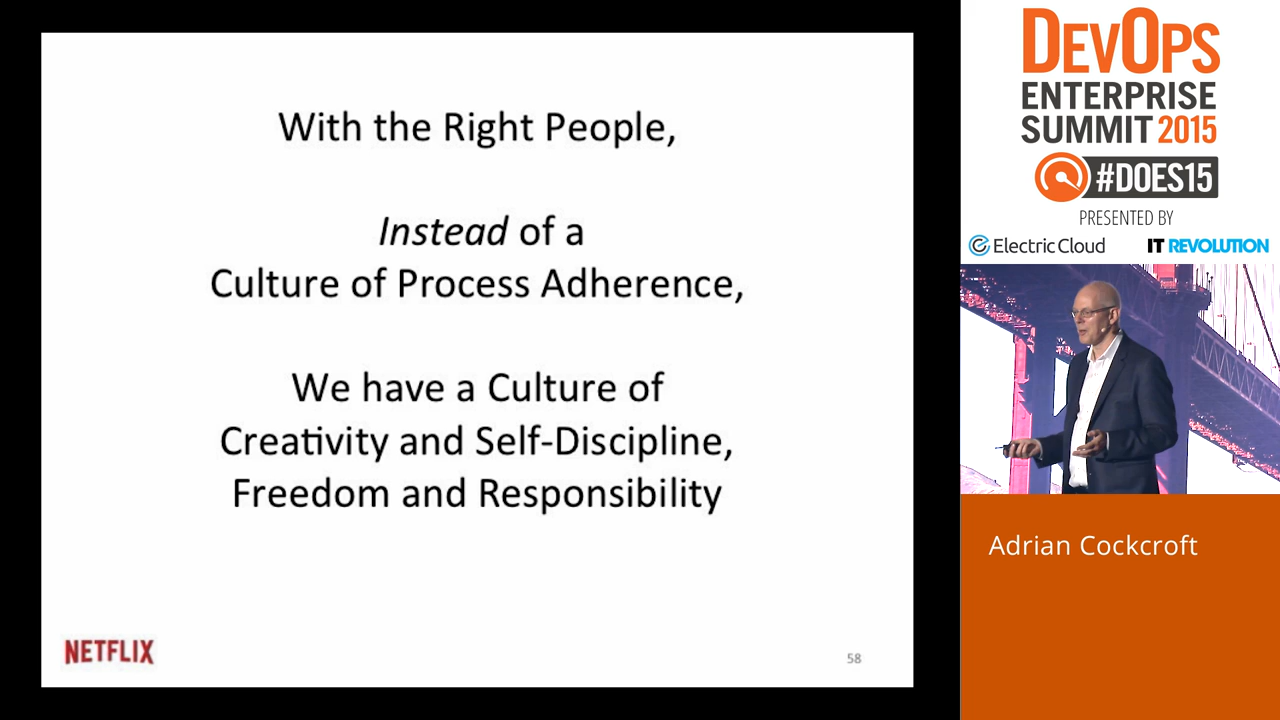 With the Right People,
Instead of a
Culture of Process Adherence,
We have a Culture of
Creativity and Self-Discipline,
Freedom and Responsibility
NETFLIX
58
DEVOPS
ENTERPRISE
SUMMIT 2015
#DOES15
PRESENTED BY
Electric Cloud
IT REVOLUTION
Adrian Cockcroft